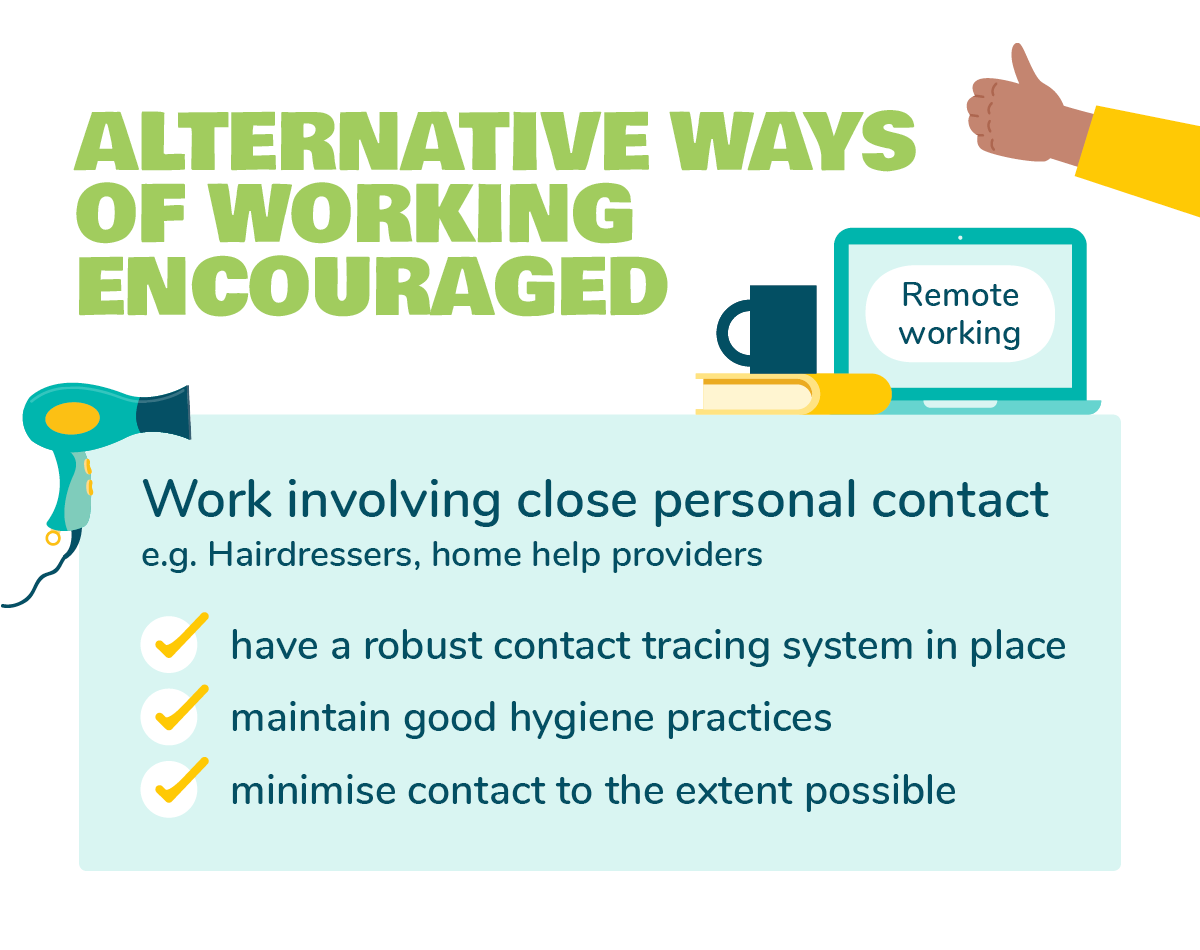 ALTERNATIVE WAYS
OF WORKING
ENCOURAGED
Remote
working
Work involving close personal contact
e.g. Hairdressers, home help providers
have a robust contact tracing system in place
maintain good hygiene practices
minimise contact to the extent possible